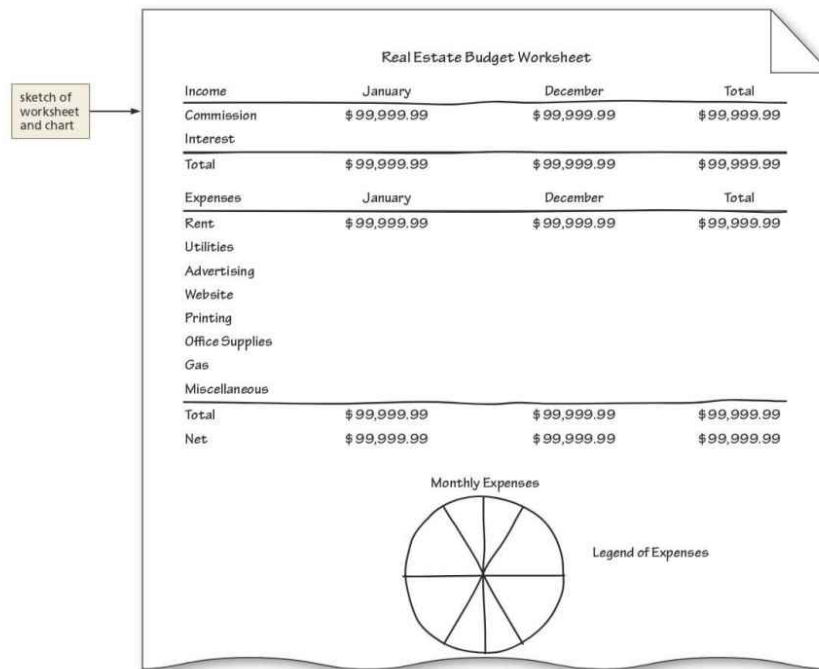 Real Estate Budget Worksheet
sketch of
worksheet
and chart
Income January December Total
Commission $99,999.99 $99,999.99 $99,999.99
Interest
Total $99,999.99 $99,999.99 $99,999.99
Expenses January December Total
Rent $99,999.99 $99,999.99 $99,999.99
Utilities
Advertising
Website
Printing
Office Supplies
Gas
Miscellaneous
Total $99,999.99 $99,999.99 $99,999.99
Net $99,999.99 $99,999.99 $99,999.99
Monthly Expenses
Legend of Expenses